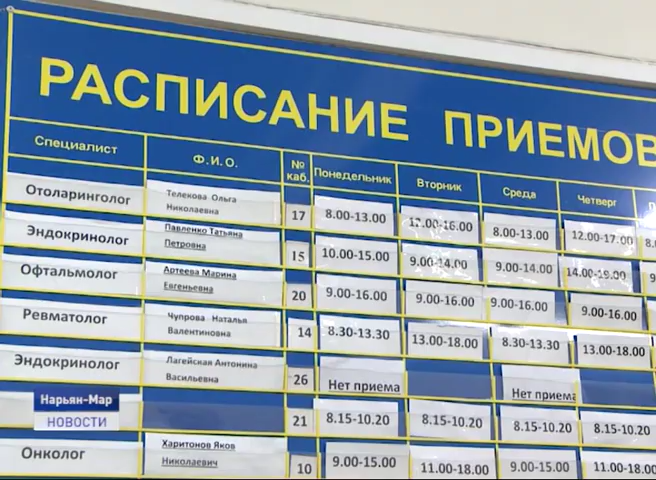 РАСПИСАНИЕ ПРИЕМОВ
Специалист Ф.И.О. № каб. Понедельник Вторник Среда Четверг
Отоларинголог Телекова Ольга Николаевна 17 8.00-13.00 12.00-16.00 8.00-13.00 12.00-17.00
Эндокринолог Павленко Татьяна Петровна 15 10.00-15.00 9.00-14.00 9.00-14.00 14.00-19.00
Офтальмолог Артеева Марина Евгеньевна 20 9.00-16.00 9.00-16.00 9.00-16.00 9.00-16.00
Ревматолог Чупрова Наталья Валентиновна 14 8.30-13.30 13.00-18.00 8.30-13.30 13.00-18.00
Эндокринолог Лагейская Антонина Васильевна 26 Нет приема Нет приема
21 8.15-10.20 8.15-10.20 8.15-10.20 8.15-10.20
Онколог Харитонов Яков Николаевич 10 9.00-15.00 11.00-18.00 9.00-15.00 11.00-18.00
Нарьян-Мар
НОВОСТИ